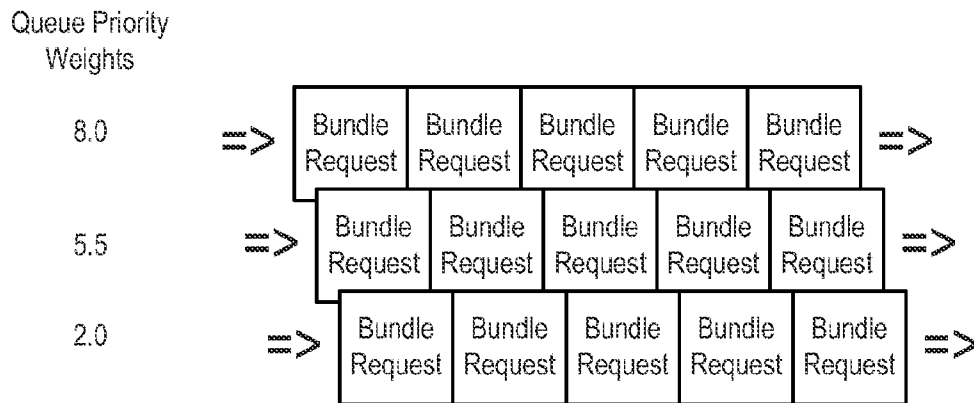 Queue Priority
Weights
8.0 => Bundle Bundle Bundle Bundle Bundle =>
Request Request Request Request Request
5.5 => Bundle Bundle Bundle Bundle Bundle =>
Request Request Request Request Request
2.0 => Bundle Bundle Bundle Bundle Bundle =>
Request Request Request Request Request